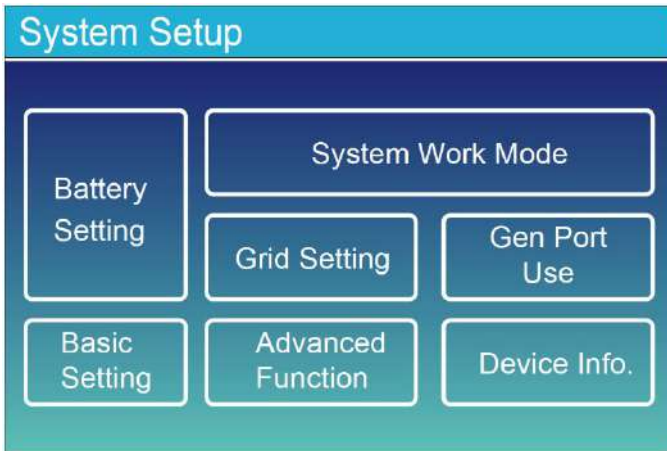 System Setup
Battery
Setting
System Work Mode
Grid Setting
Gen Port
Use
Basic
Setting
Advanced
Function
Device Info.